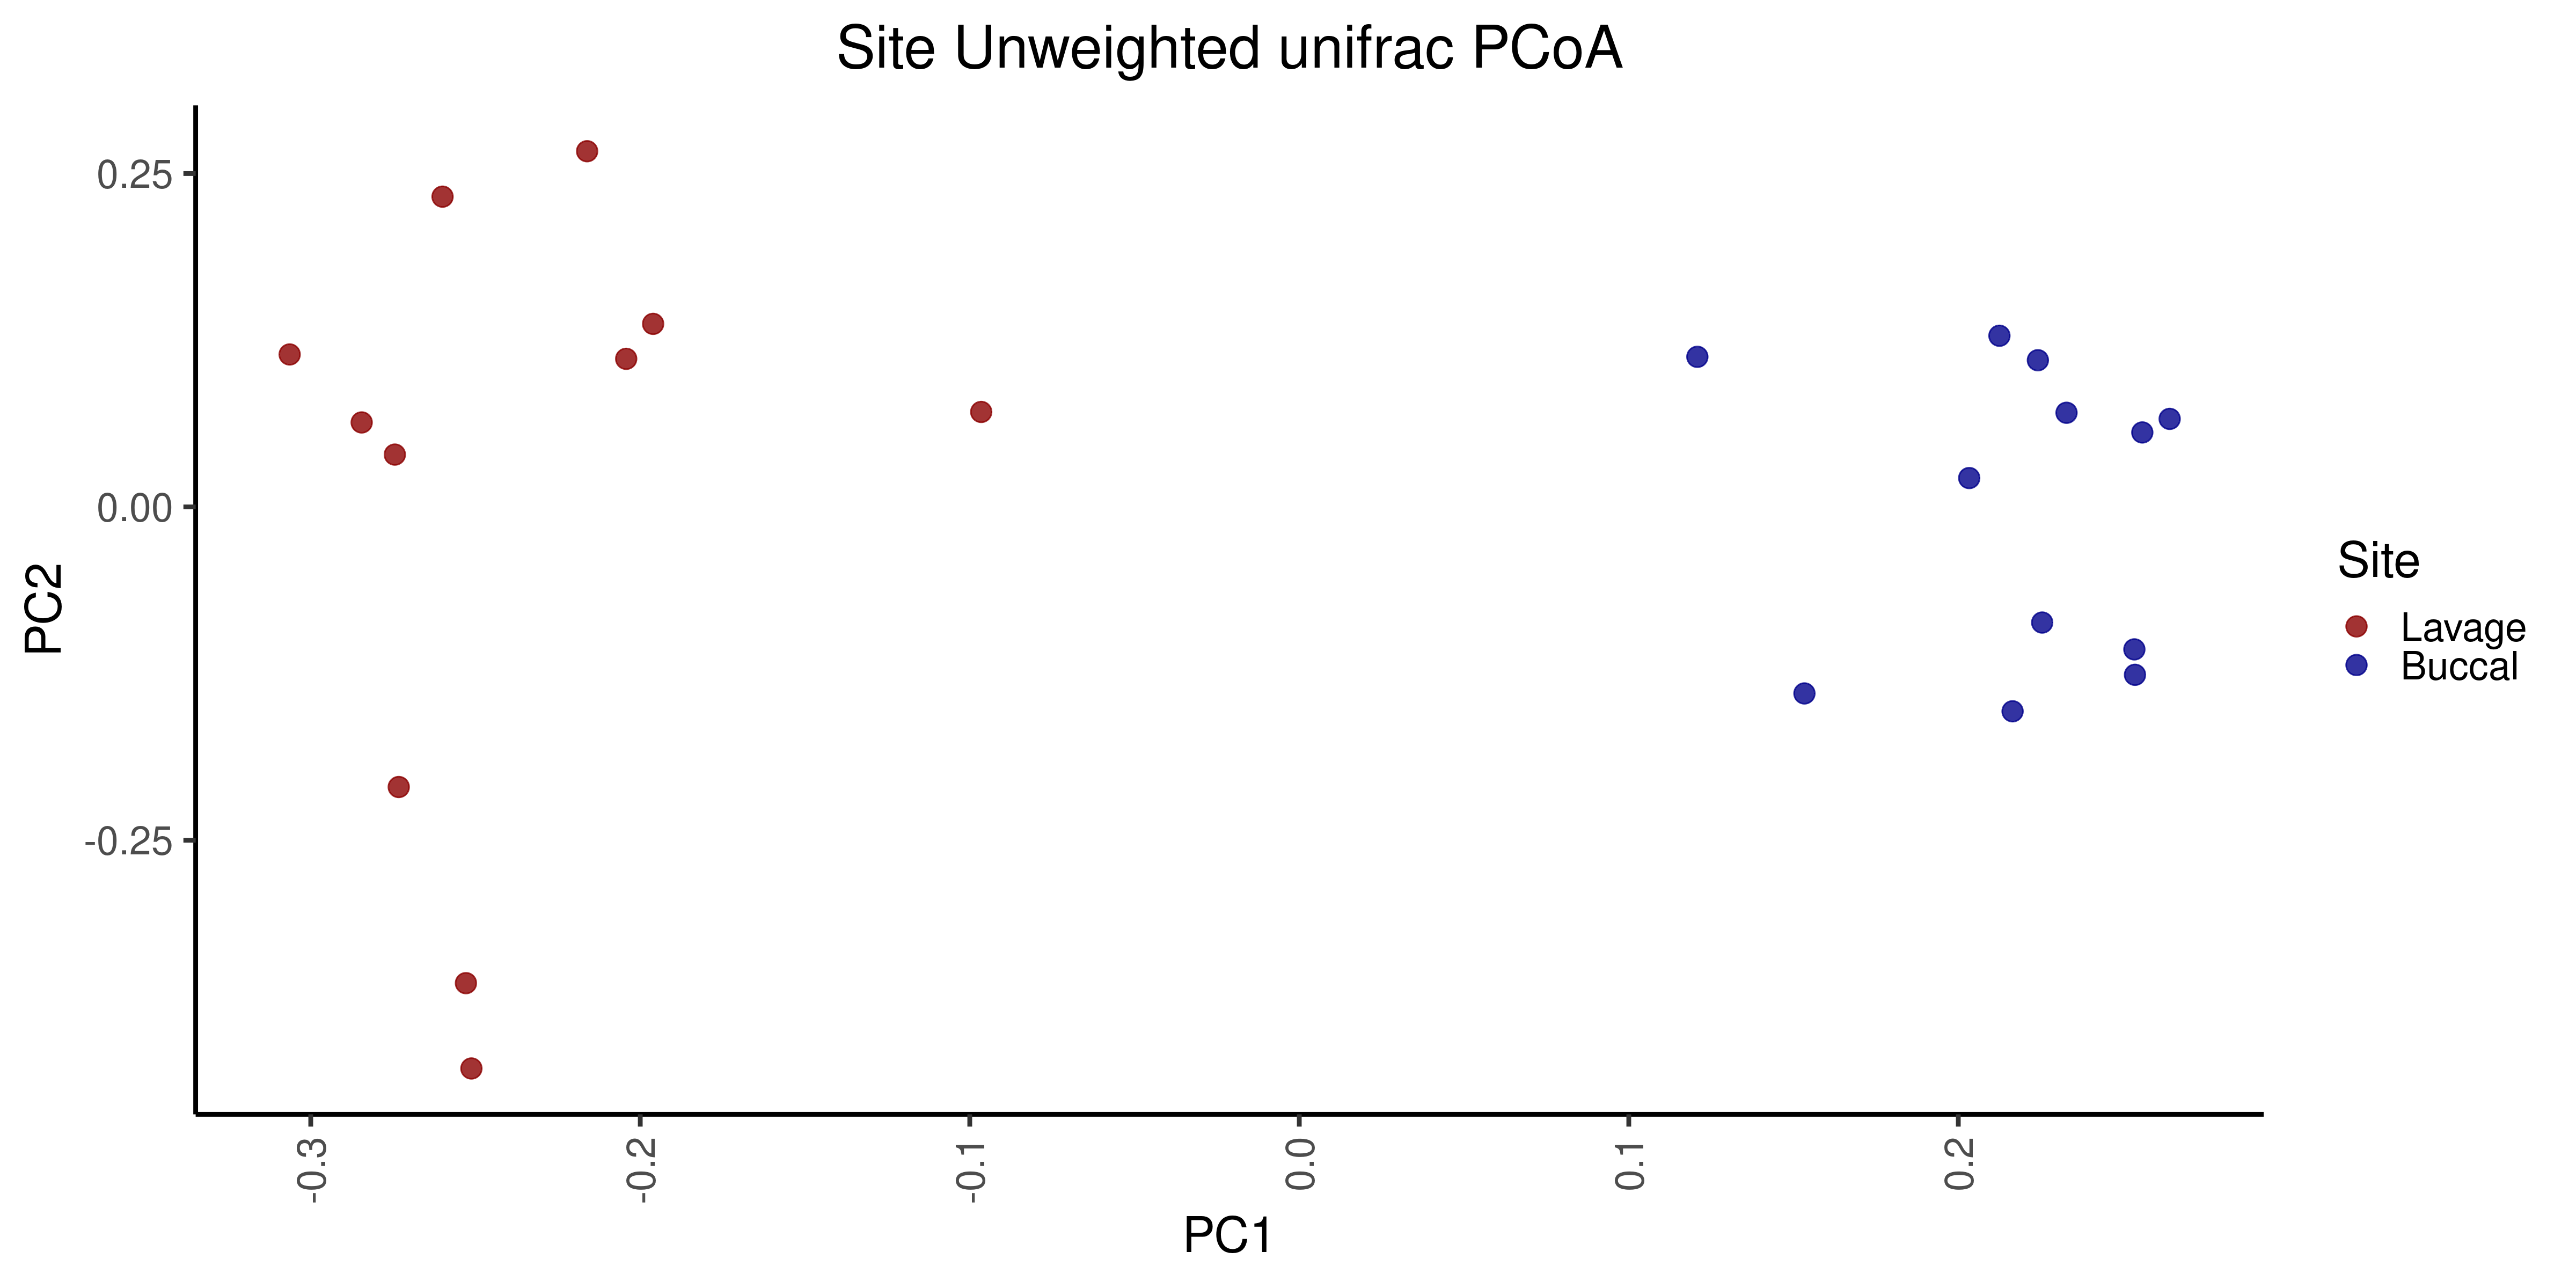 Site Unweighted unifrac PCoA
0.25
0.00
-0.25
PC2
-0.3
-0.2
-0.1
0.0
0.1
0.2
PC1
Site
Lavage
Buccal